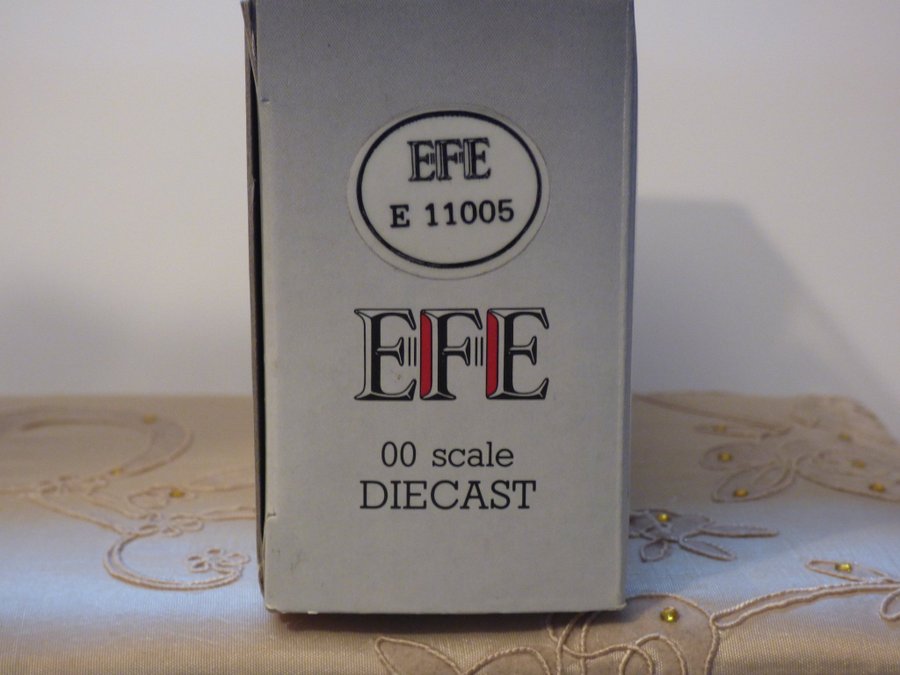 EFE
E 11005
EFE
00 scale
DIECAST